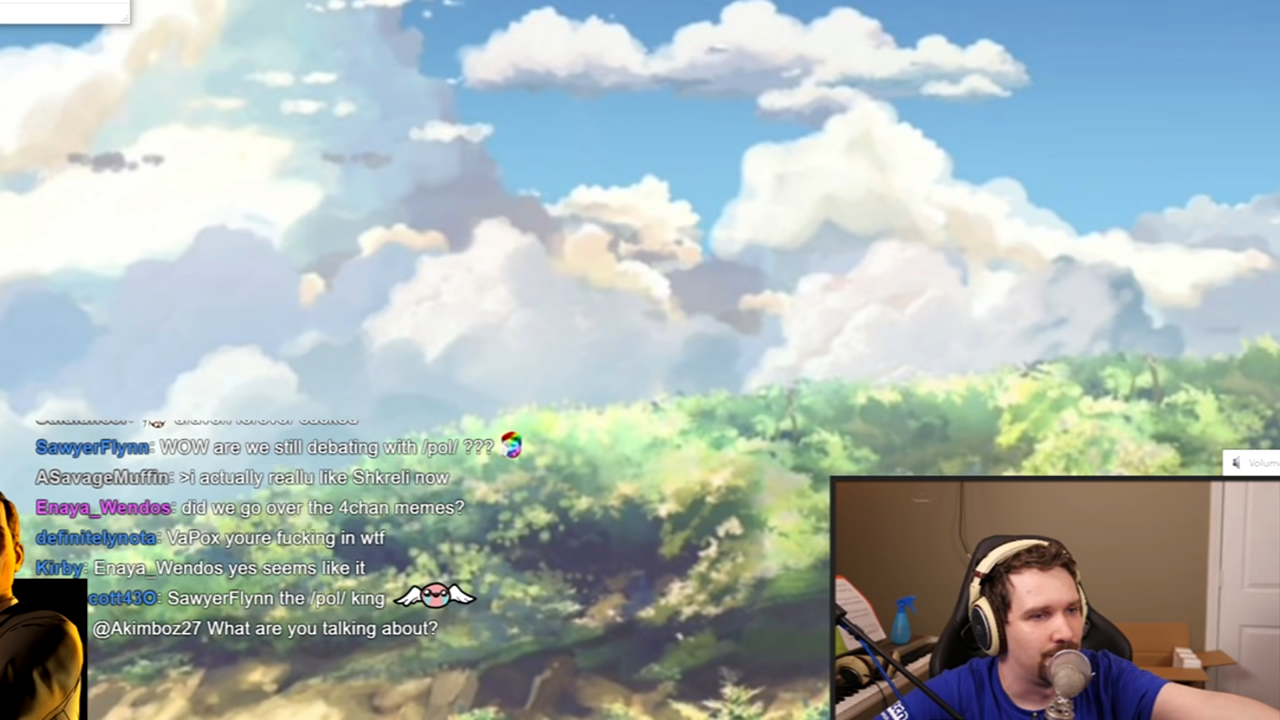 SawyerFlynn: WOW are we still debating with /pol/ ???
ASavageMuffin: >i actually reallu like Shkreli now
Enaya_Wendos: did we go over the 4chan memes?
definitelynota: VaPox youre fucking in wtf
Kirby: Enaya_Wendos yes seems like it
cott43O: SawyerFlynn the /pol/ king
@Akimboz27 What are you talking about?
Volum